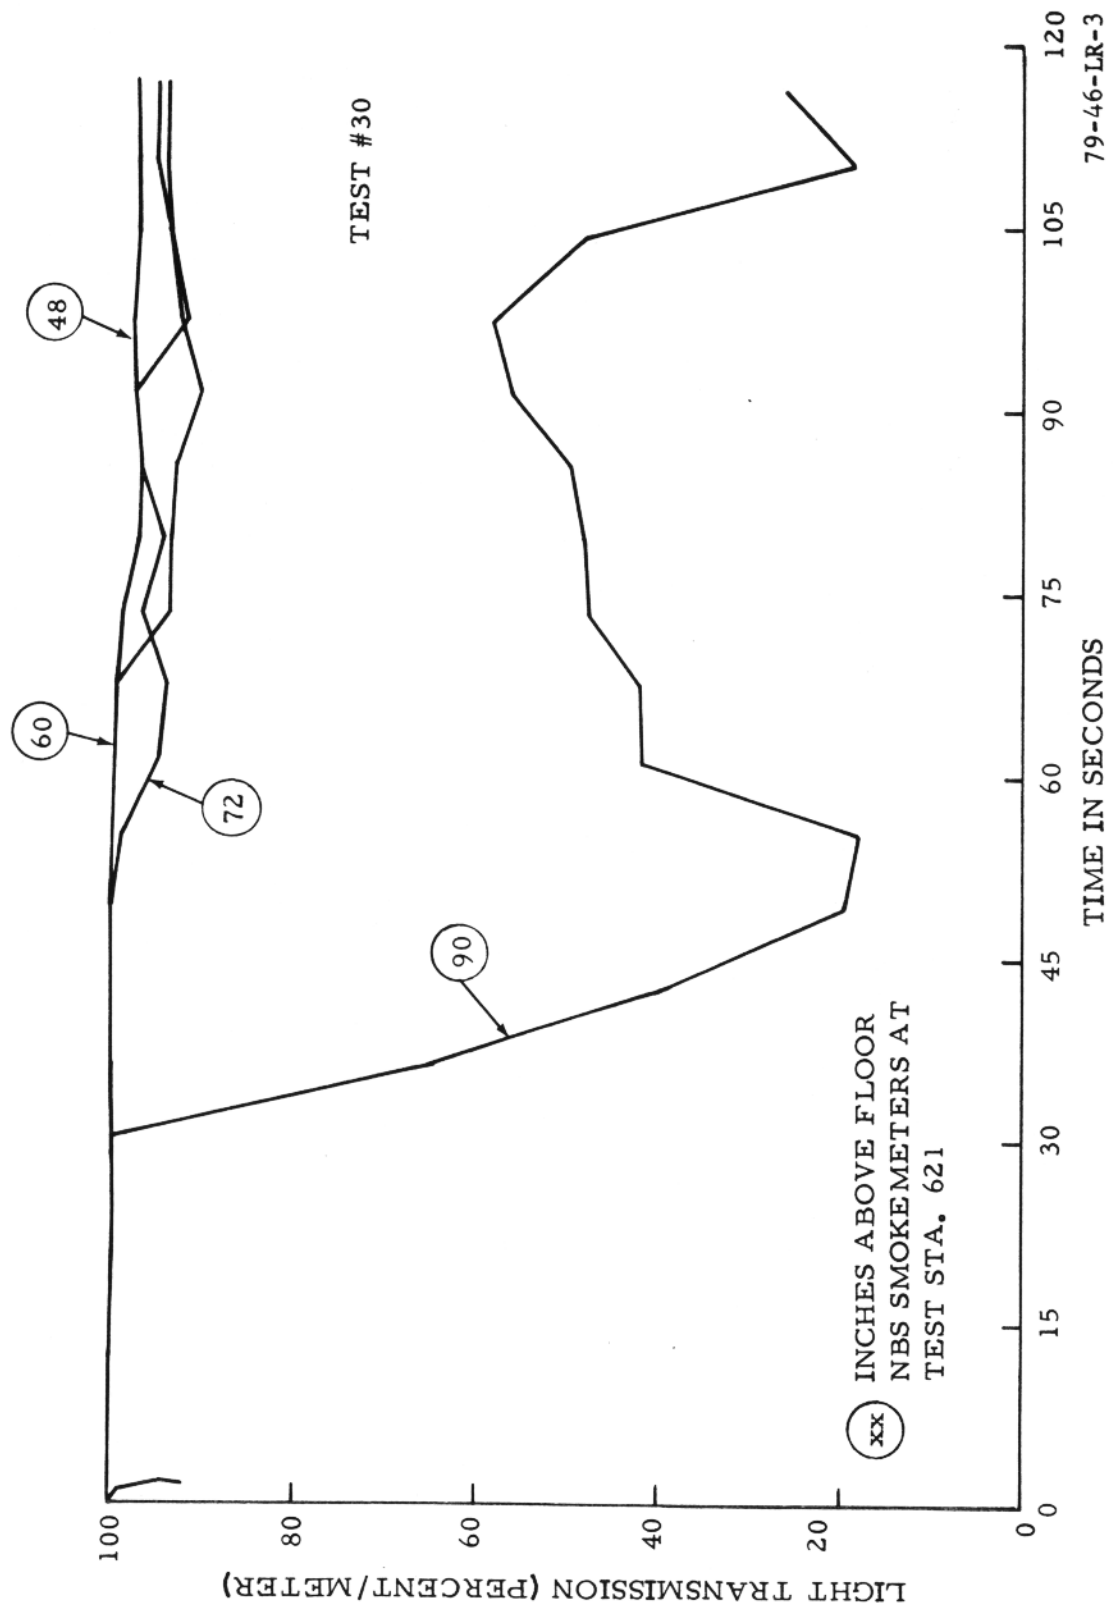 LIGHT TRANSMISSION (PERCENT/METER)
100
80
60
40
20
0
0
15
30
45
60
75
90
105
120
TIME IN SECONDS
60
48
72
90
TEST #30
xx INCHES ABOVE FLOOR
NBS SMOKEMETERS AT
TEST STA. 621
79-46-LR-3